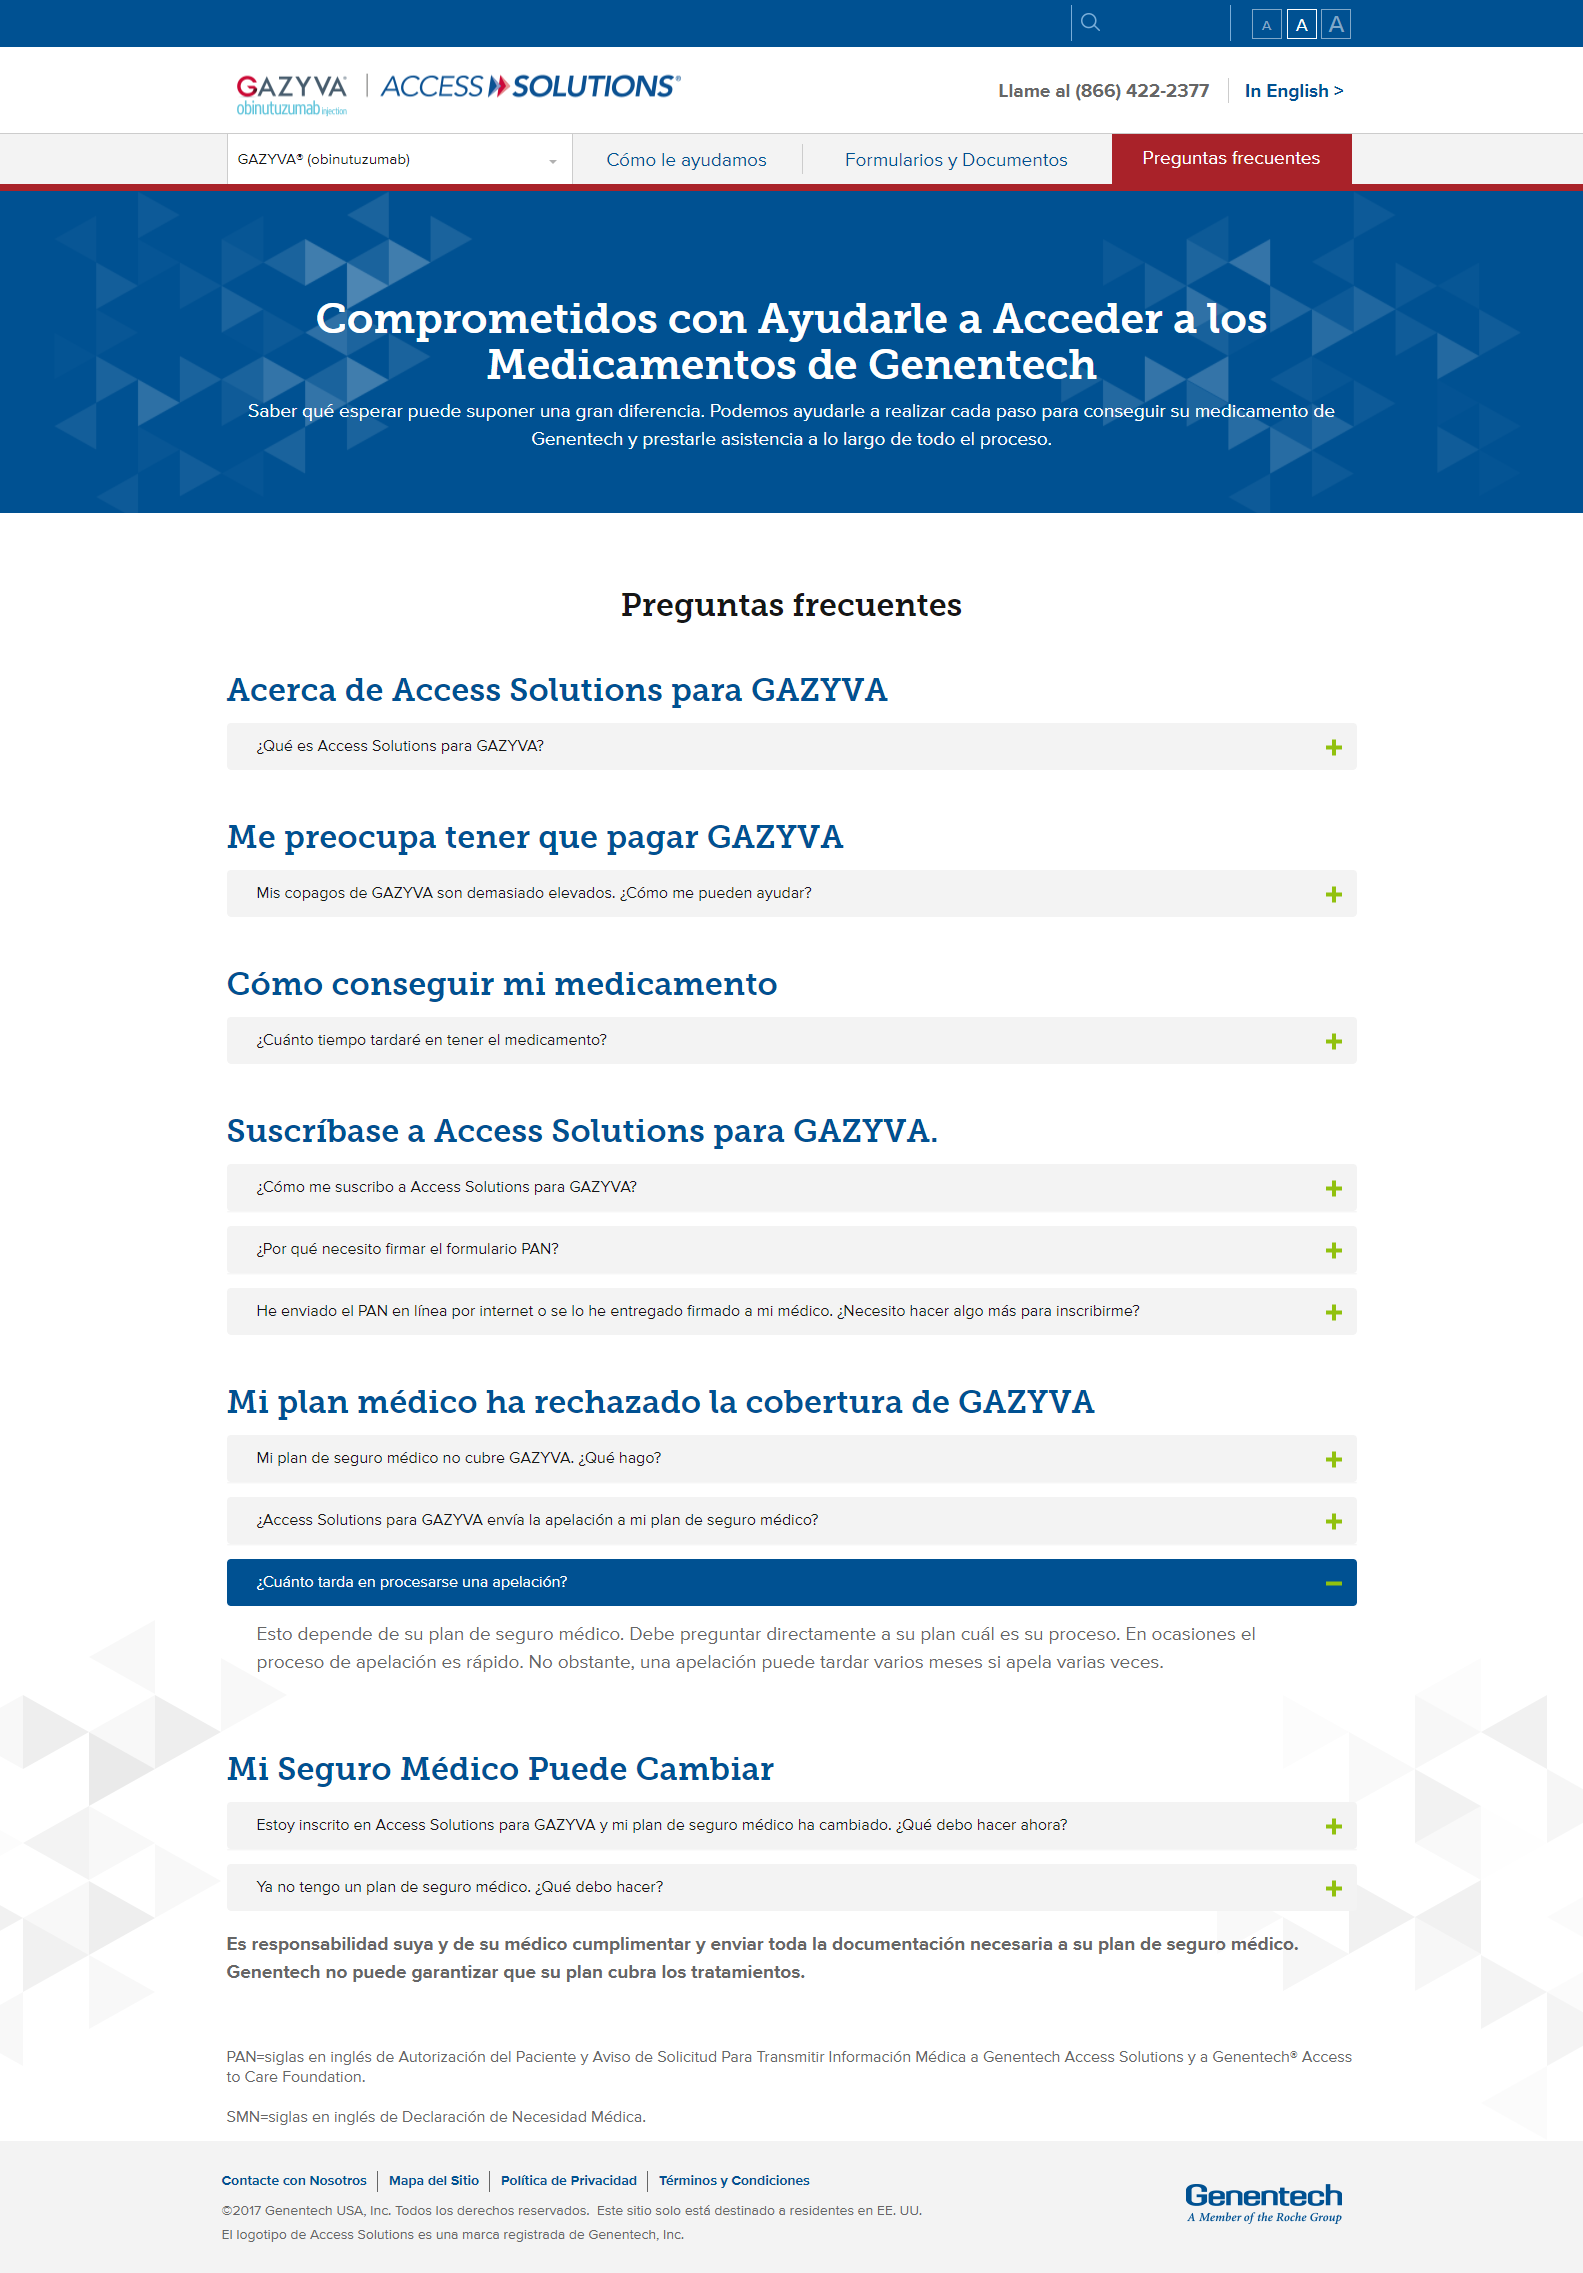 A A A
GAZYVA® | ACCESS SOLUTIONS®
obinutuzumab injection
Llame al (866) 422-2377
In English >
GAZYVA® (obinutuzumab)
Cómo le ayudamos
Formularios y Documentos
Preguntas frecuentes
Comprometidos con Ayudarle a Acceder a los
Medicamentos de Genentech
Saber qué esperar puede suponer una gran diferencia. Podemos ayudarle a realizar cada paso para conseguir su medicamento de
Genentech y prestarle asistencia a lo largo de todo el proceso.
Preguntas frecuentes
Acerca de Access Solutions para GAZYVA
¿Qué es Access Solutions para GAZYVA?
Me preocupa tener que pagar GAZYVA
Mis copagos de GAZYVA son demasiado elevados. ¿Cómo me pueden ayudar?
Cómo conseguir mi medicamento
¿Cuánto tiempo tardaré en tener el medicamento?
Suscríbase a Access Solutions para GAZYVA.
¿Cómo me suscribo a Access Solutions para GAZYVA?
¿Por qué necesito firmar el formulario PAN?
He enviado el PAN en línea por internet o se lo he entregado firmado a mi médico. ¿Necesito hacer algo más para inscribirme?
Mi plan médico ha rechazado la cobertura de GAZYVA
Mi plan de seguro médico no cubre GAZYVA. ¿Qué hago?
¿Access Solutions para GAZYVA envía la apelación a mi plan de seguro médico?
¿Cuánto tarda en procesarse una apelación?
Esto depende de su plan de seguro médico. Debe preguntar directamente a su plan cuál es su proceso. En ocasiones el
proceso de apelación es rápido. No obstante, una apelación puede tardar varios meses si apela varias veces.
Mi Seguro Médico Puede Cambiar
Estoy inscrito en Access Solutions para GAZYVA y mi plan de seguro médico ha cambiado. ¿Qué debo hacer ahora?
Ya no tengo un plan de seguro médico. ¿Qué debo hacer?
Es responsabilidad suya y de su médico cumplimentar y enviar toda la documentación necesaria a su plan de seguro médico.
Genentech no puede garantizar que su plan cubra los tratamientos.
PAN=siglas en inglés de Autorización del Paciente y Aviso de Solicitud Para Transmitir Información Médica a Genentech Access Solutions y a Genentech® Access
to Care Foundation.
SMN=siglas en inglés de Declaración de Necesidad Médica.
Contacte con Nosotros | Mapa del Sitio | Política de Privacidad | Términos y Condiciones
©2017 Genentech USA, Inc. Todos los derechos reservados. Este sitio solo está destinado a residentes en EE. UU.
El logotipo de Access Solutions es una marca registrada de Genentech, Inc.
Genentech
A Member of the Roche Group